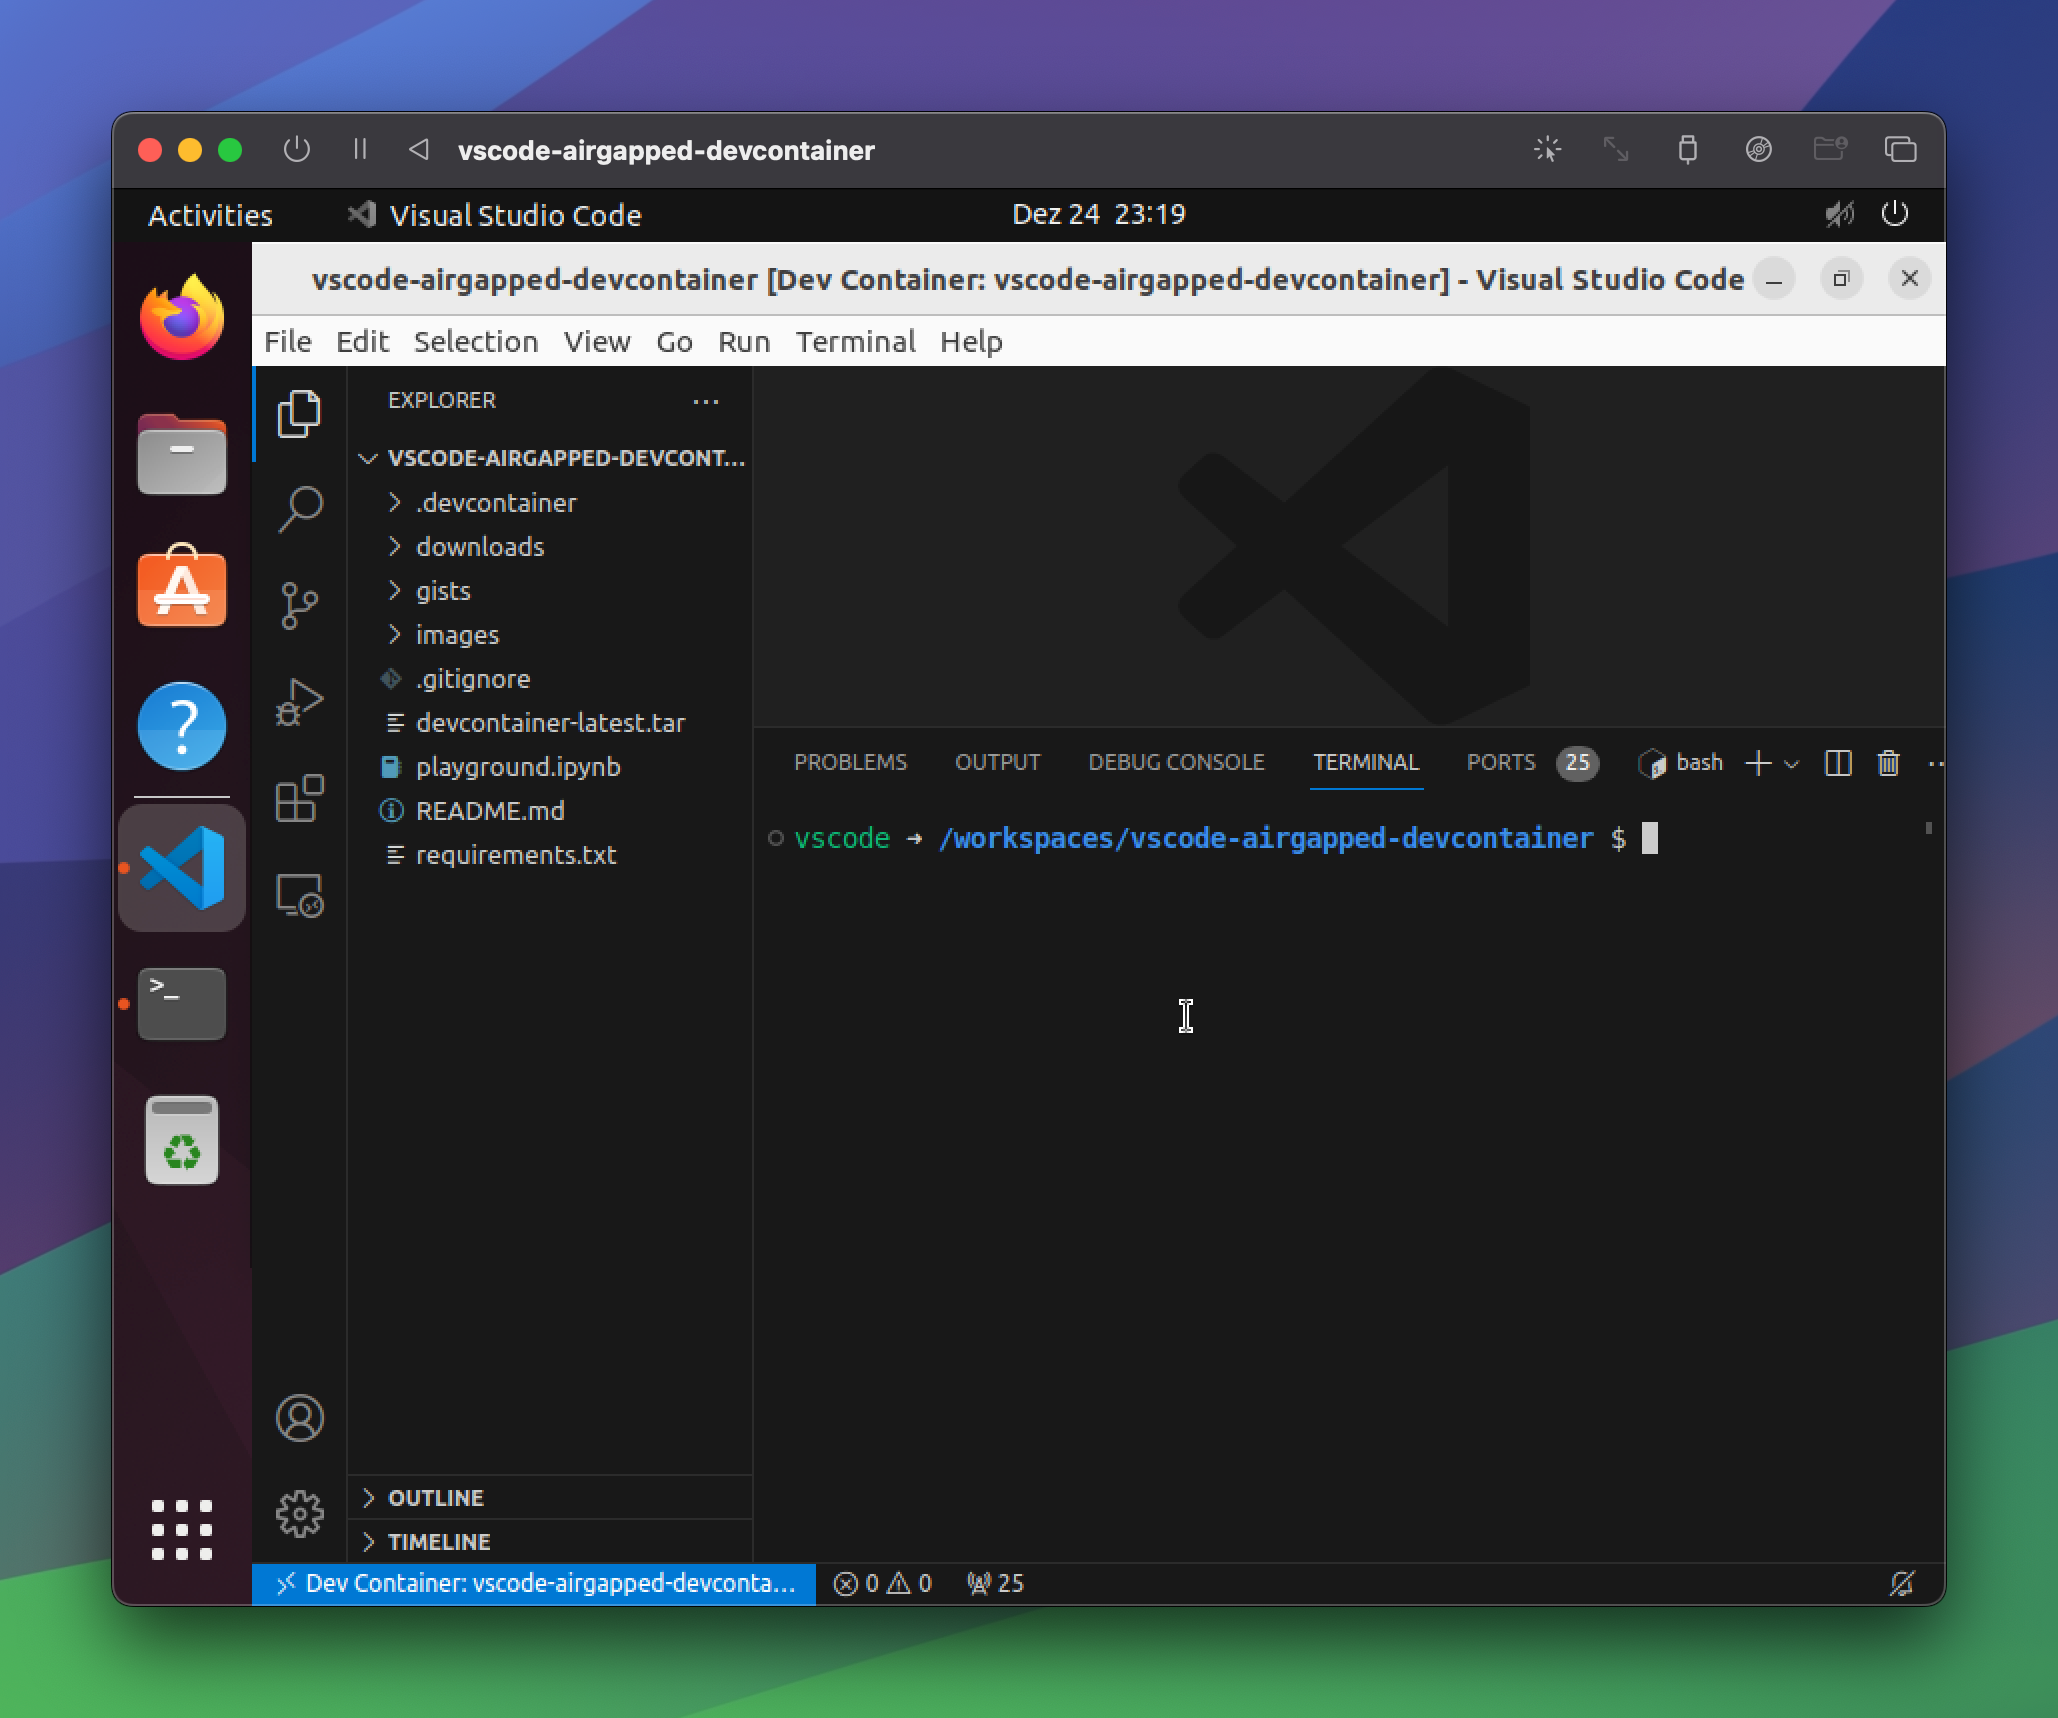 vscode-airgapped-devcontainer
Activities Visual Studio Code Dez 24 23:19
vscode-airgapped-devcontainer [Dev Container: vscode-airgapped-devcontainer] - Visual Studio Code
File Edit Selection View Go Run Terminal Help
EXPLORER
VSCODE-AIRGAPPED-DEVCONT...
.devcontainer
downloads
gists
images
.gitignore
devcontainer-latest.tar
playground.ipynb
README.md
requirements.txt
OUTLINE
TIMELINE
PROBLEMS OUTPUT DEBUG CONSOLE TERMINAL PORTS 25 bash
vscode ➜ /workspaces/vscode-airgapped-devcontainer $
Dev Container: vscode-airgapped-devconta... 0 0 25